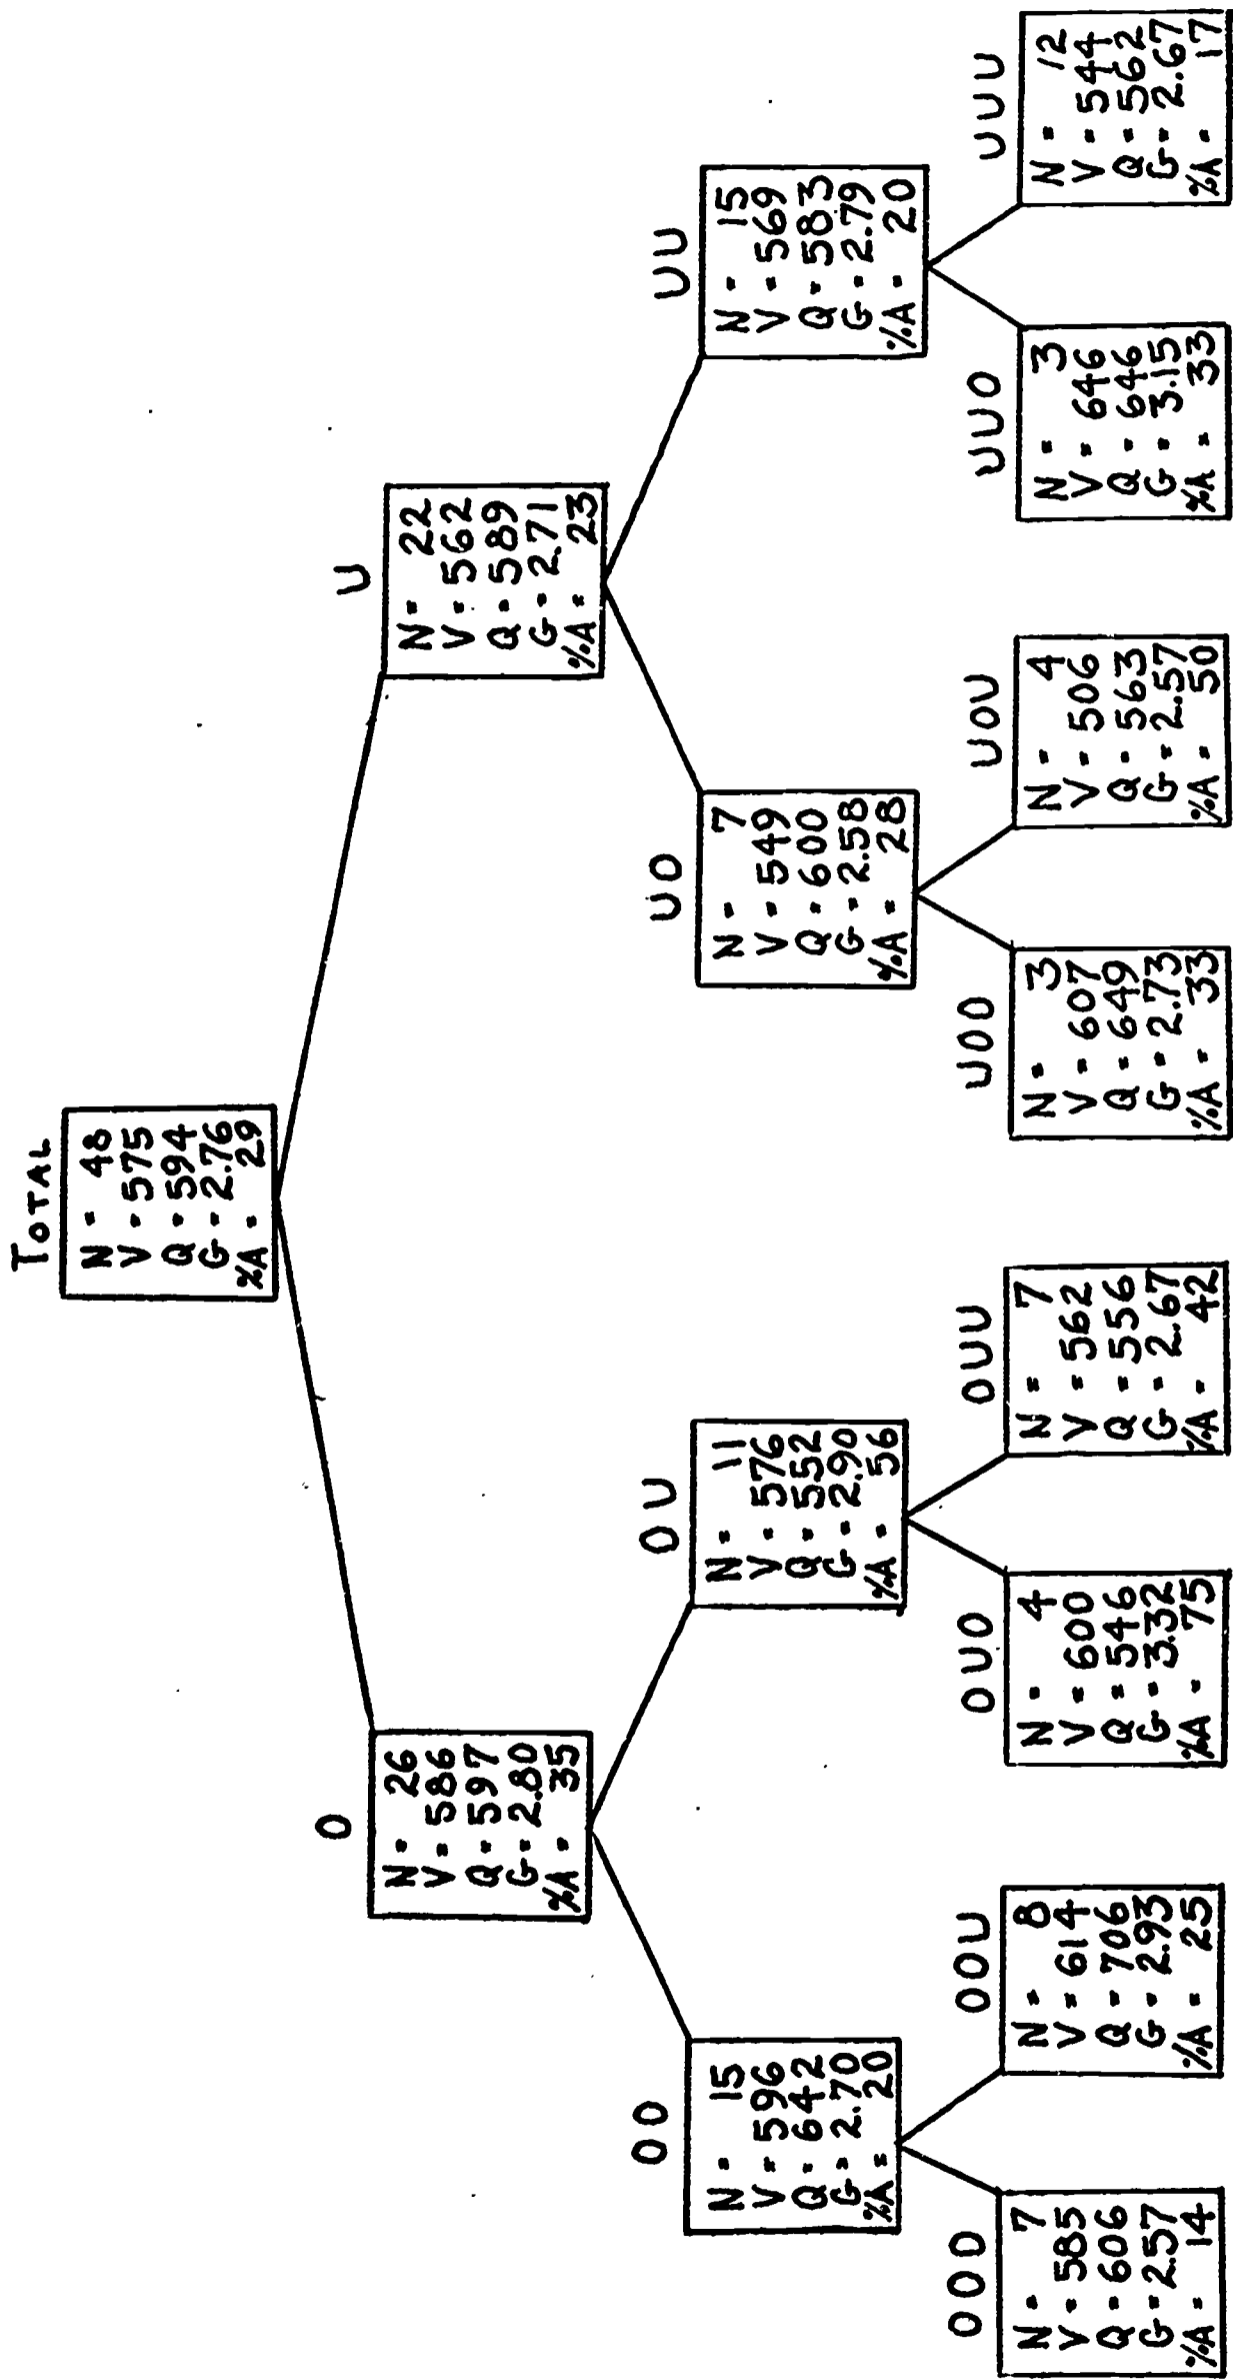 TOTAL
N = 48
V = 575
Q = 594
G = 2.76
%A = 29
O
N = 26
V = 586
Q = 597
G = 2.80
%A = 35
U
N = 22
V = 562
Q = 589
G = 2.71
%A = 23
OO
N = 15
V = 596
Q = 642
G = 2.70
%A = 20
OU
N = 11
V = 576
Q = 552
G = 2.90
%A = 56
UO
N = 7
V = 549
Q = 600
G = 2.58
%A = 28
UU
N = 15
V = 569
Q = 583
G = 2.79
%A = 20
OOO
N = 7
V = 585
Q = 606
G = 2.57
%A = 14
OOU
N = 8
V = 614
Q = 706
G = 2.93
%A = 25
OUO
N = 4
V = 600
Q = 546
G = 3.32
%A = 75
OUU
N = 7
V = 562
Q = 556
G = 2.67
%A = 42
UOO
N = 3
V = 607
Q = 649
G = 2.73
%A = 33
UOU
N = 4
V = 506
Q = 563
G = 2.57
%A = 50
UUO
N = 3
V = 646
Q = 646
G = 3.15
%A = 33
UUU
N = 12
V = 544
Q = 562
G = 2.67
%A = 17